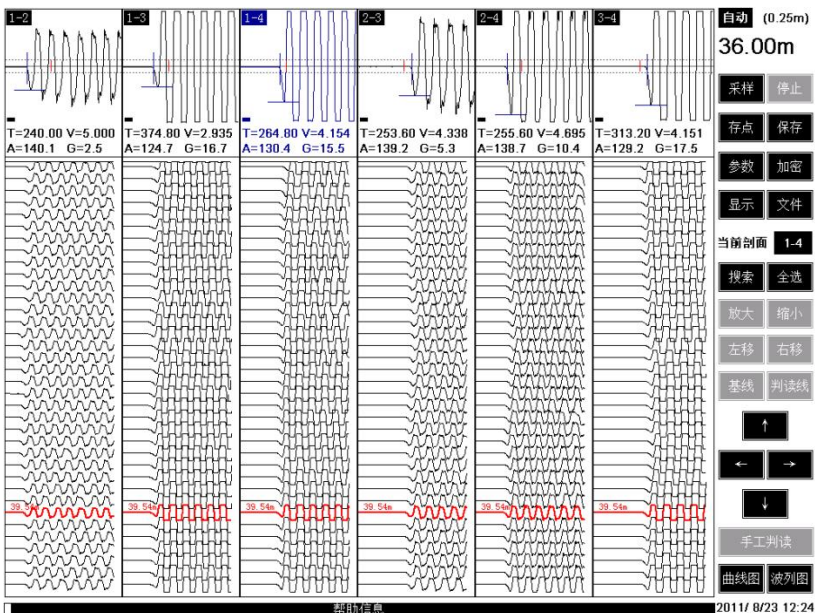 1-2 1-3 1-4 2-3 2-4 3-4 自动 (0.25m)
36.00m
采样 停止
T=240.00 V=5.000 T=374.80 V=2.935 T=264.80 V=4.154 T=253.60 V=4.338 T=255.60 V=4.695 T=313.20 V=4.151 存点 保存
A=140.1 G=2.5 A=124.7 G=16.7 A=130.4 G=15.5 A=139.2 G=5.3 A=138.7 G=10.4 A=129.2 G=17.5
参数 加密
显示 文件
当前剖面 1-4
搜索 全选
放大 缩小
左移 右移
基线 判读线
↑
← →
39.54m 39.54m 39.54m 39.54m 39.54m 39.54m ↓
手工判读
曲线图 波列图
帮助信息 2011/ 8/23 12:24